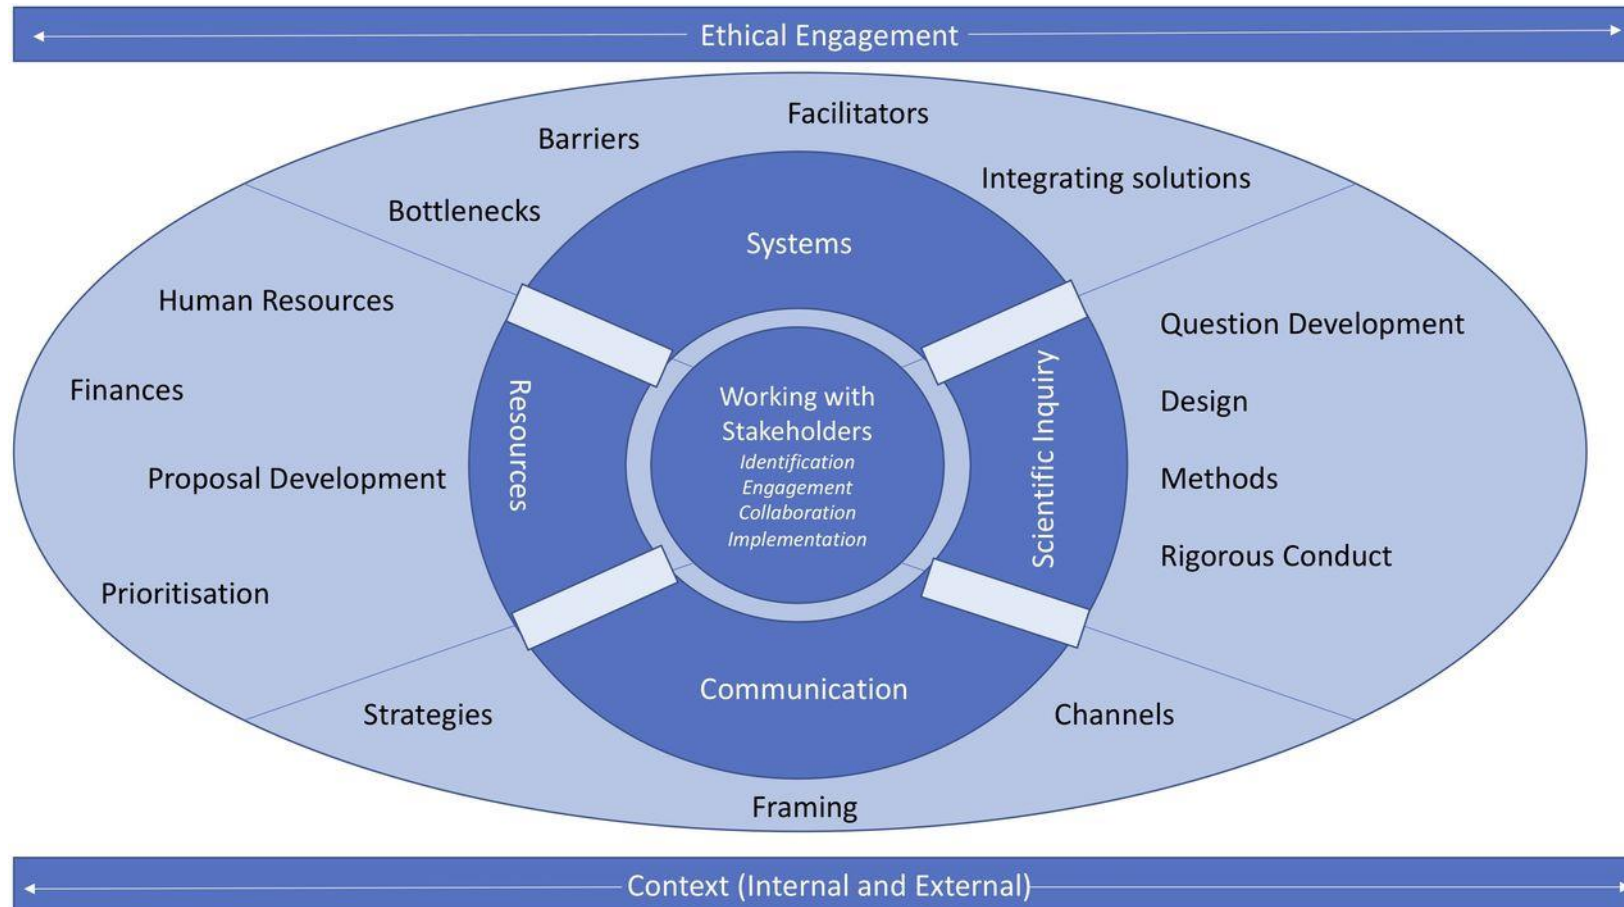 Ethical Engagement
Facilitators
Barriers
Integrating solutions
Bottlenecks
Systems
Human Resources
Finances
Proposal Development
Prioritisation
Resources
Working with
Stakeholders
Identification
Engagement
Collaboration
Implementation
Scientific Inquiry
Question Development
Design
Methods
Rigorous Conduct
Communication
Strategies
Channels
Framing
Context (Internal and External)